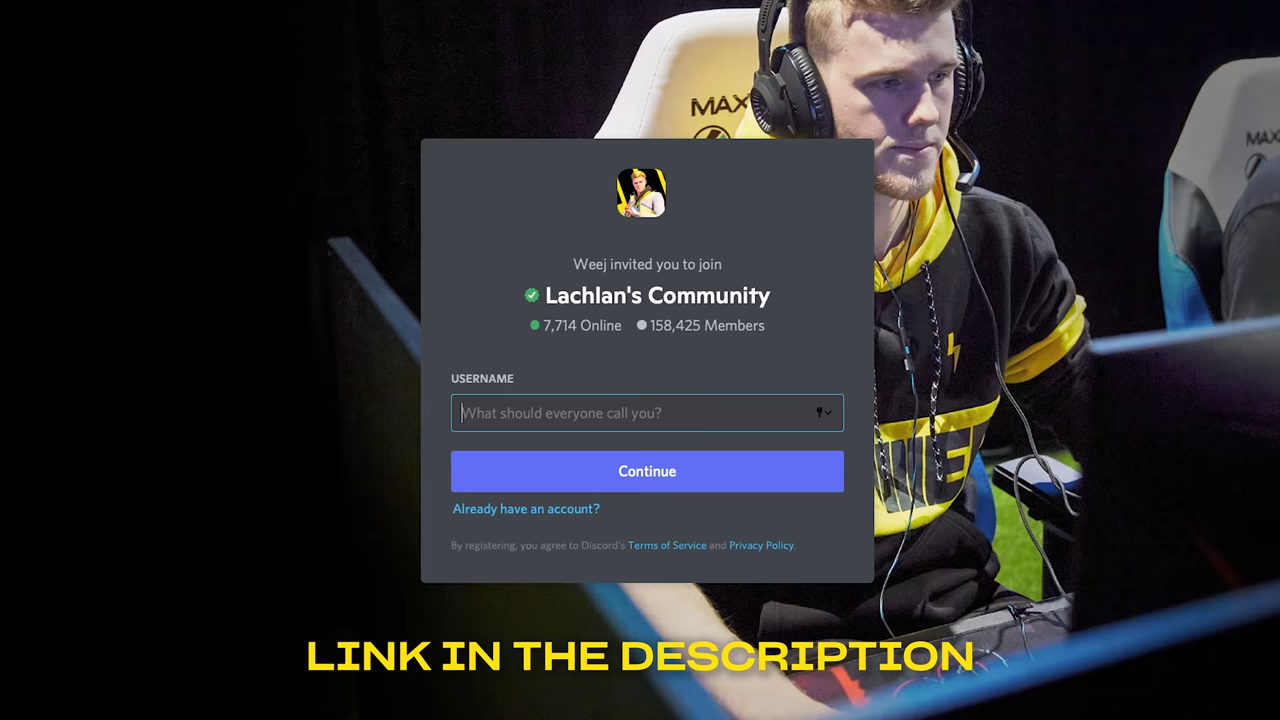 MAX
MAX
Weej invited you to join
Lachlan's Community
7,714 Online 158,425 Members
USERNAME
What should everyone call you?
Continue
Already have an account?
By registering, you agree to Discord's Terms of Service and Privacy Policy.
LINK IN THE DESCRIPTION